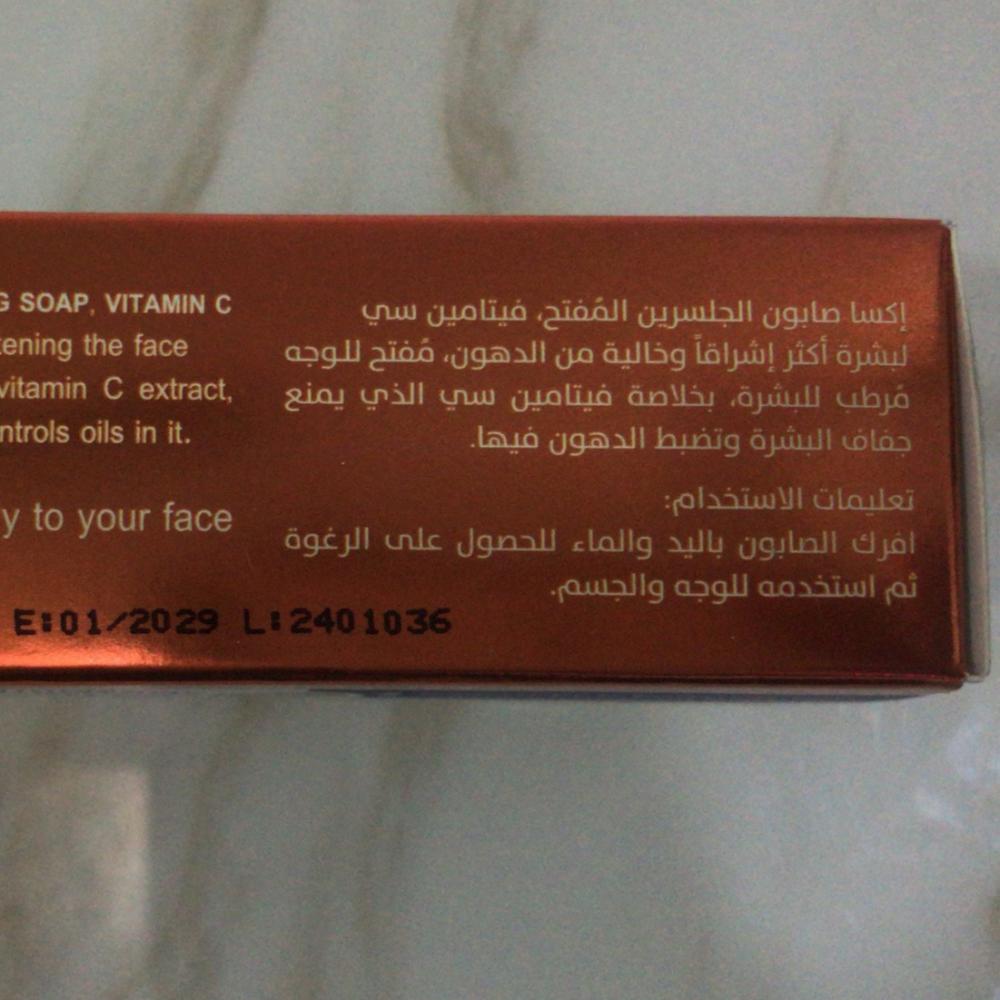 G SOAP, VITAMIN C
tening the face
vitamin C extract,
ntrols oils in it.
y to your face
إكسا صابون الجلسرين المُفتح، فيتامين سي
لبشرة أكثر إشراقاً وخالية من الدهون، مُفتح للوجه
مُرطب للبشرة، بخلاصة فيتامين سي الذي يمنع
جفاف البشرة وتضبط الدهون فيها.
تعليمات الاستخدام:
افرك الصابون باليد والماء للحصول على الرغوة
ثم استخدمه للوجه والجسم.
E:01/2029 L:2401036